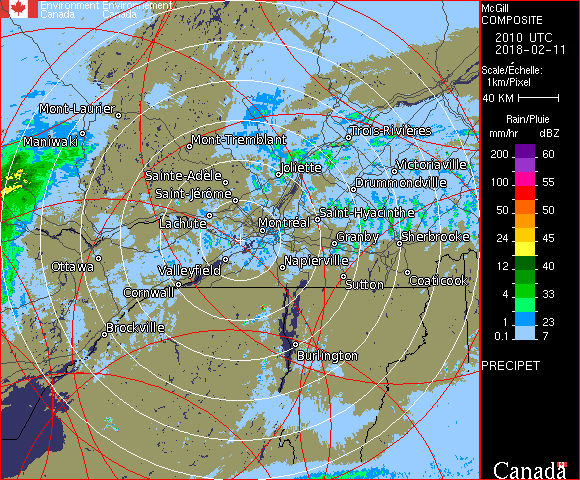 Environment Environnement
Canada Canada
McGill
COMPOSITE
2010 UTC
2018-02-11
Scale/Échelle:
1km/Pixel
40 KM
Rain/Pluie
mm/hr dBZ
200 60
100 55
50 50
24 45
12 40
4 33
1 23
0.1 7
PRECIPET
Canada
Mont-Laurier
Maniwaki
Mont-Tremblant
Trois-Rivières
Joliette
Victoriaville
Sainte-Adèle
Drummondville
Saint-Jérôme
Lachute
Montréal
Saint-Hyacinthe
Granby
Sherbrooke
Ottawa
Valleyfield
Napierville
Cornwall
Sutton
Coaticook
Brockville
Burlington